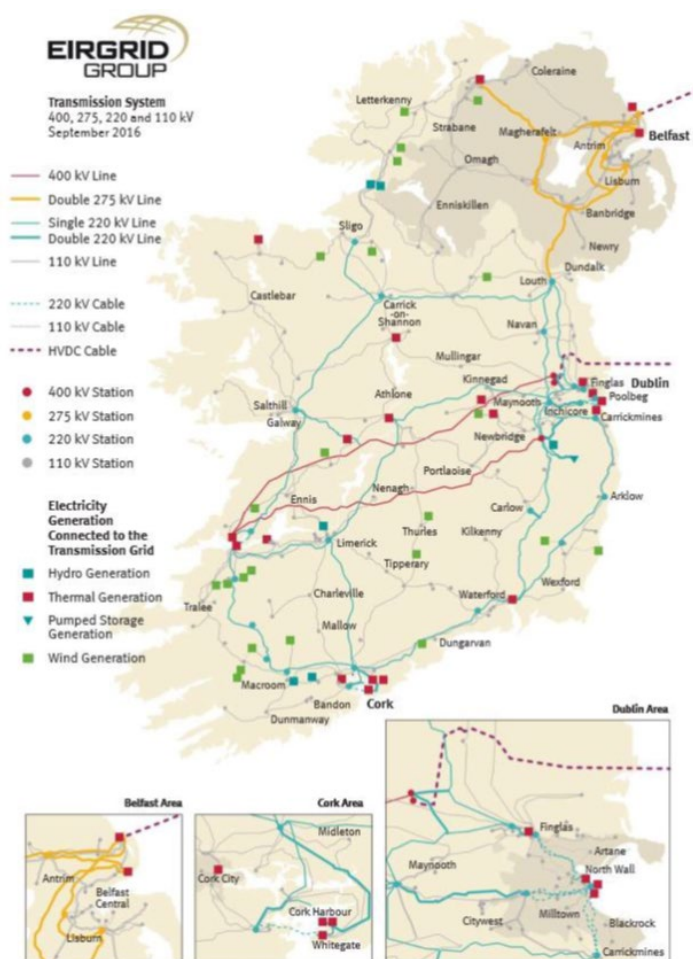 EIRGRID
GROUP
Transmission System
400, 275, 220 and 110 kV
September 2016
400 kV Line
Double 275 kV Line
Single 220 kV Line
Double 220 kV Line
110 kV Line
220 kV Cable
110 kV Cable
HVDC Cable
400 kV Station
275 kV Station
220 kV Station
110 kV Station
Electricity
Generation
Connected to the
Transmission Grid
Hydro Generation
Thermal Generation
Pumped Storage
Generation
Wind Generation
Coleraine
Letterkenny
Strabane
Magherafelt
Antrim
Belfast
Omagh
Lisburn
Enniskillen
Banbridge
Sligo
Newry
Dundalk
Louth
Castlebar
Carrick
-on-
Shannon
Navan
Mullingar
Kinnegad
Finglas
Dublin
Athlone
Maynooth
Poolbeg
Inchicore
Carrickmines
Salthill
Galway
Newbridge
Portlaoise
Nenagh
Ennis
Carlow
Arklow
Thurles
Kilkenny
Limerick
Tipperary
Wexford
Charleville
Waterford
Tralee
Mallow
Dungarvan
Macroom
Bandon
Cork
Dunmanway
Dublin Area
Finglas
Artane
Maynooth
North Wall
Citywest
Milltown
Blackrock
Carrickmines
Belfast Area
Antrim
Belfast
Central
Lisburn
Cork Area
Midleton
Cork City
Cork Harbour
Whitegate